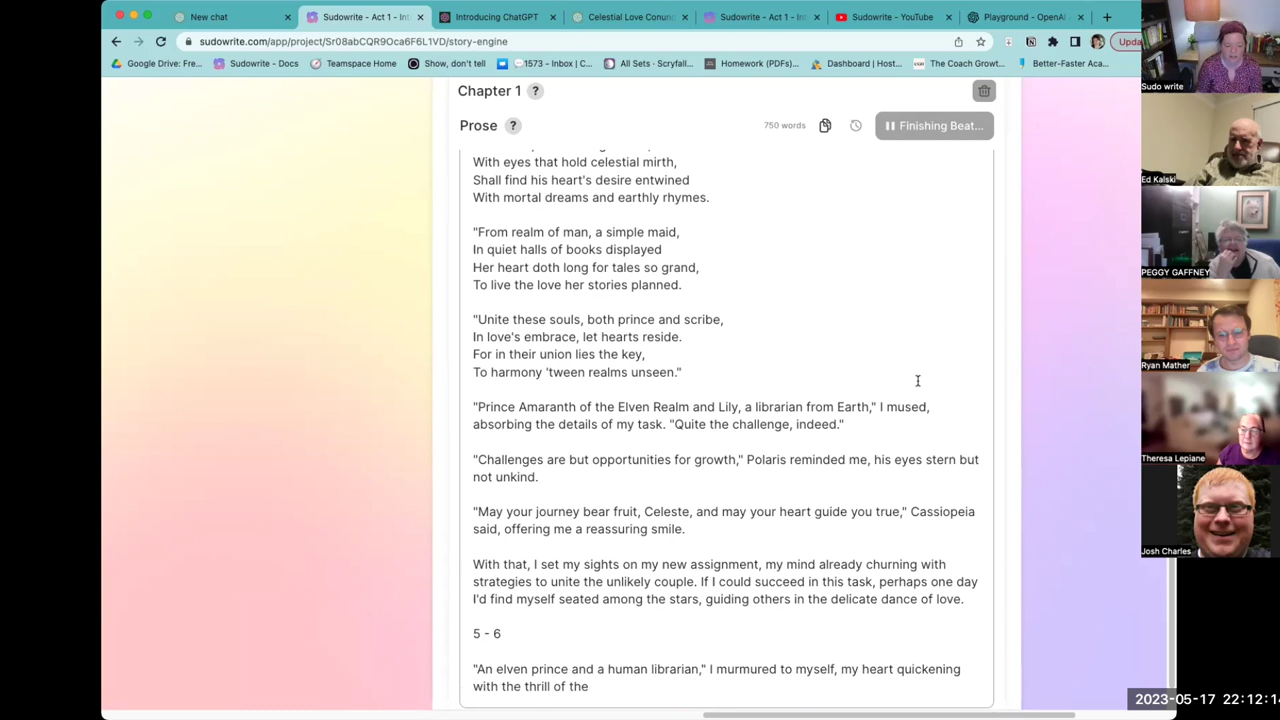 New chat
Sudowrite - Act 1 - Int
Introducing ChatGPT
Celestial Love Conun
Sudowrite - Act 1 - Int
Sudowrite - YouTube
Playground - OpenAI
sudowrite.com/app/project/Sr08abCQR9Oca6F6L1VD/story-engine
Upda
Google Drive: Fre...
Sudowrite - Docs
Teamspace Home
Show, don't tell
1573 - Inbox (...
All Sets · Scryfall...
Homework (PDFs)...
Dashboard | Host...
The Coach Growt...
Better-Faster Aca...
Chapter 1 ?
Prose ?
750 words
Finishing Beat...
With eyes that hold celestial mirth,
Shall find his heart's desire entwined
With mortal dreams and earthly rhymes.
"From realm of man, a simple maid,
In quiet halls of books displayed
Her heart doth long for tales so grand,
To live the love her stories planned.
"Unite these souls, both prince and scribe,
In love's embrace, let hearts reside.
For in their union lies the key,
To harmony 'tween realms unseen."
"Prince Amaranth of the Elven Realm and Lily, a librarian from Earth," I mused,
absorbing the details of my task. "Quite the challenge, indeed."
"Challenges are but opportunities for growth," Polaris reminded me, his eyes stern but
not unkind.
"May your journey bear fruit, Celeste, and may your heart guide you true," Cassiopeia
said, offering me a reassuring smile.
With that, I set my sights on my new assignment, my mind already churning with
strategies to unite the unlikely couple. If I could succeed in this task, perhaps one day
I'd find myself seated among the stars, guiding others in the delicate dance of love.
5 - 6
"An elven prince and a human librarian," I murmured to myself, my heart quickening
with the thrill of the
Sudo write
Ed Kalski
PEGGY GAFFNEY
Ryan Mather
Theresa Lepiane
Josh Charles
2023-05-17 22:12:14